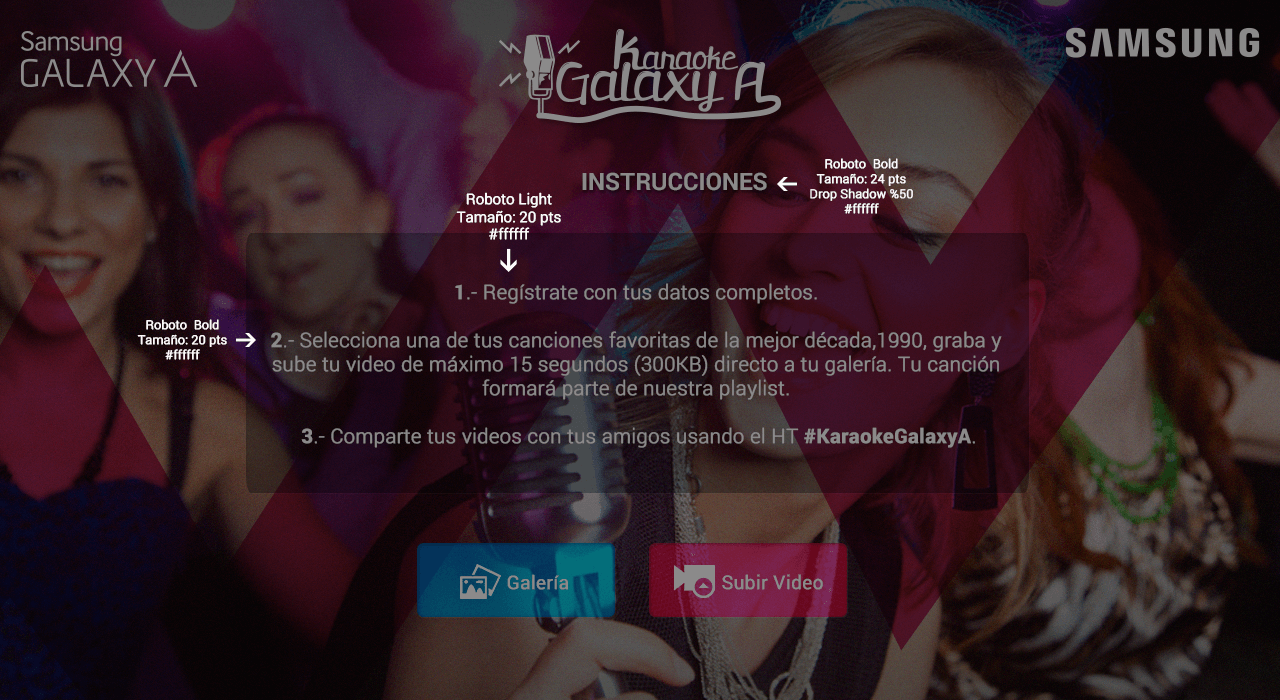 Samsung
GALAXY A
Karaoke
Galaxy A
SAMSUNG
INSTRUCCIONES
Roboto Bold
Tamaño: 24 pts
Drop Shadow %50
#ffffff
Roboto Light
Tamaño: 20 pts
#ffffff
1.- Regístrate con tus datos completos.
Roboto Bold
Tamaño: 20 pts
#ffffff
2.- Selecciona una de tus canciones favoritas de la mejor década,1990, graba y
sube tu video de máximo 15 segundos (300KB) directo a tu galería. Tu canción
formará parte de nuestra playlist.
3.- Comparte tus videos con tus amigos usando el HT #KaraokeGalaxyA.
Galería
Subir Video